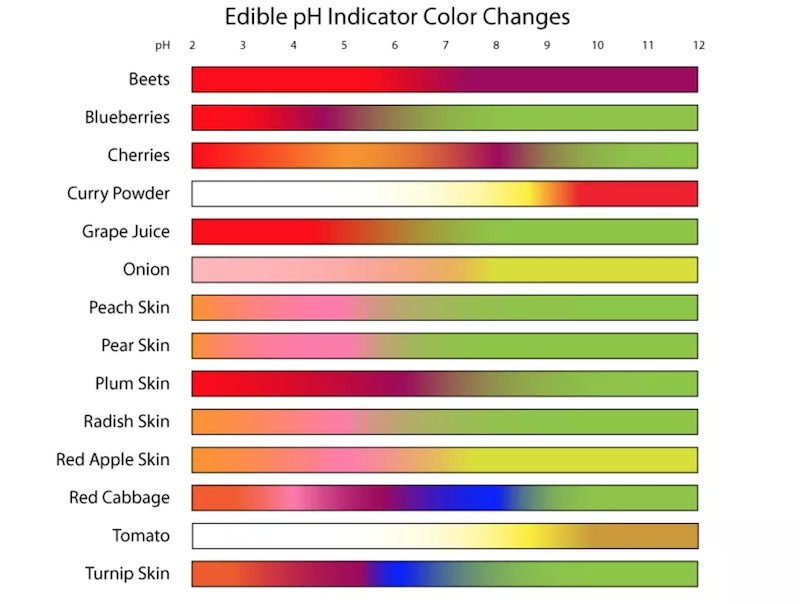 Edible pH Indicator Color Changes
pH 2 3 4 5 6 7 8 9 10 11 12
Beets
Blueberries
Cherries
Curry Powder
Grape Juice
Onion
Peach Skin
Pear Skin
Plum Skin
Radish Skin
Red Apple Skin
Red Cabbage
Tomato
Turnip Skin